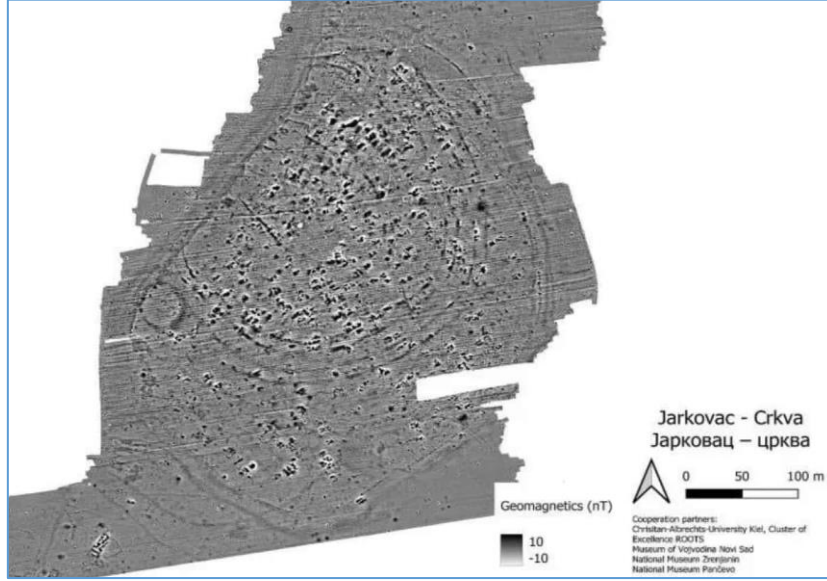 Jarkovac - Crkva
Јарковац – црква
0 50 100 m
Geomagnetics (nT)
10
-10
Cooperation partners:
Christian-Albrechts-University Kiel, Cluster of
Excellence ROOTS
Museum of Vojvodina Novi Sad
National Museum Zrenjanin
National Museum Pančevo